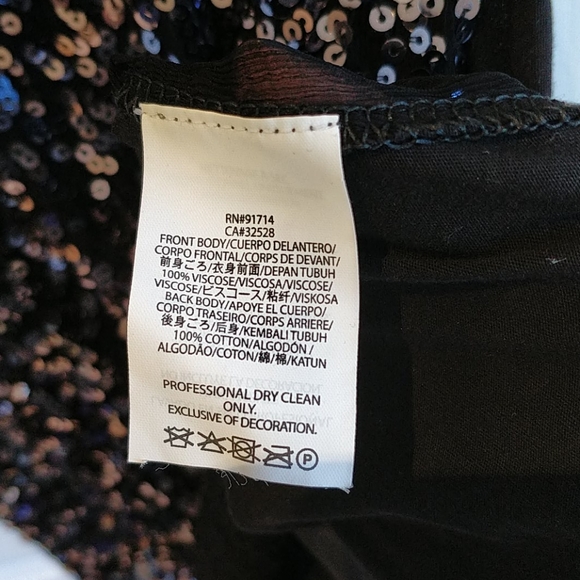 RN#91714
CA#32528
FRONT BODY/CUERPO DELANTERO/
CORPO FRONTAL/CORPS DE DEVANT/
前身ごろ/衣身前面/DEPAN TUBUH
100% VISCOSE/VISCOSA/VISCOSE/
VISCOSE/ビスコース/粘纤/VISKOSA
BACK BODY/APOYE EL CUERPO/
CORPO TRASEIRO/CORPS ARRIERE/
後身ごろ/后身/KEMBALI TUBUH
100% COTTON/ALGODÓN/
ALGODÃO/COTON/綿/棉/KATUN
PROFESSIONAL DRY CLEAN
ONLY.
EXCLUSIVE OF DECORATION.
P